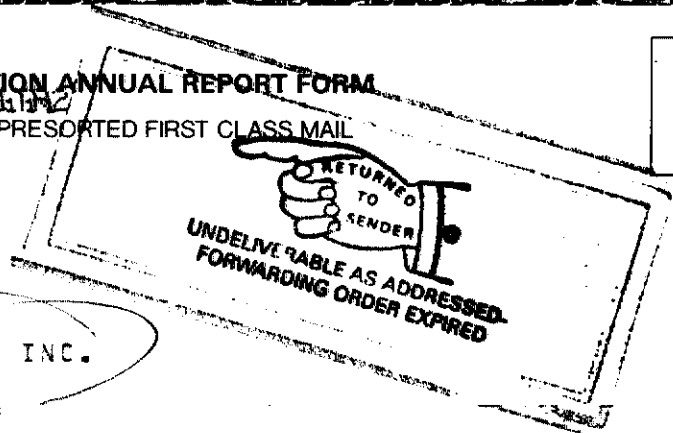 ION ANNUAL REPORT FORM
PRESORTED FIRST CLASS MAIL
RETURNED
TO
SENDER
UNDELIVERABLE AS ADDRESSED
FORWARDING ORDER EXPIRED
INC.